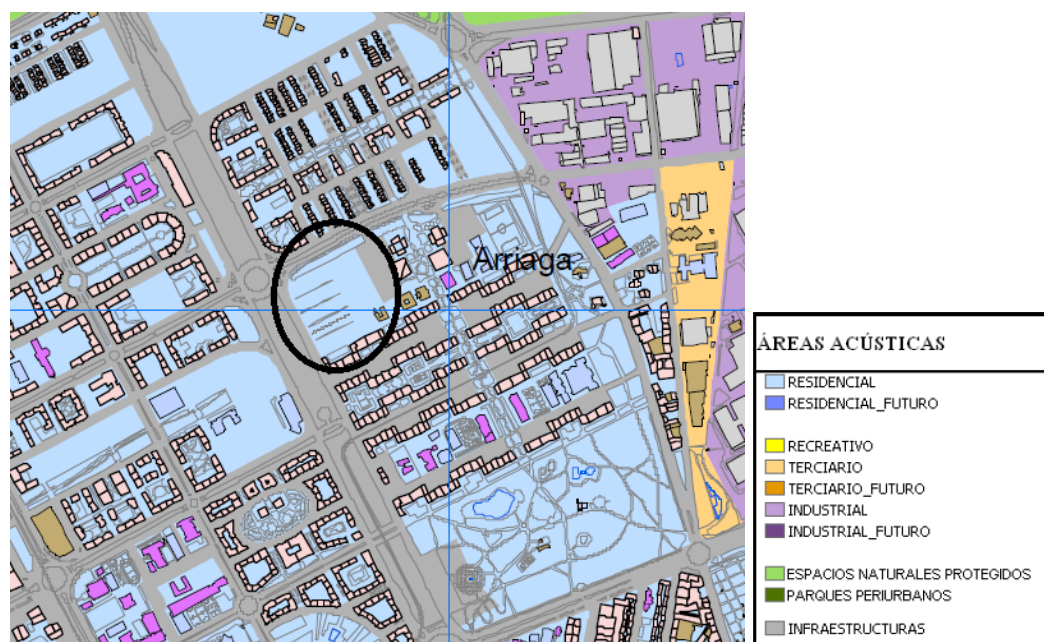 Arriaga
ÁREAS ACÚSTICAS
RESIDENCIAL
RESIDENCIAL_FUTURO
RECREATIVO
TERCIARIO
TERCIARIO_FUTURO
INDUSTRIAL
INDUSTRIAL_FUTURO
ESPACIOS NATURALES PROTEGIDOS
PARQUES PERIURBANOS
INFRAESTRUCTURAS